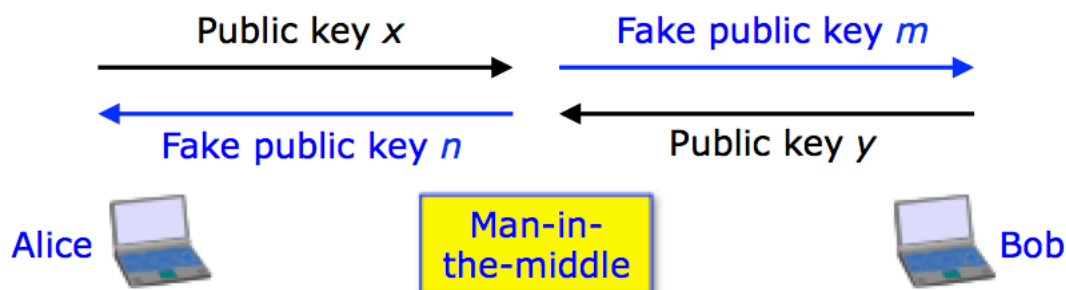 Public key x
Fake public key m
Fake public key n
Public key y
Alice
Man-in-
the-middle
Bob